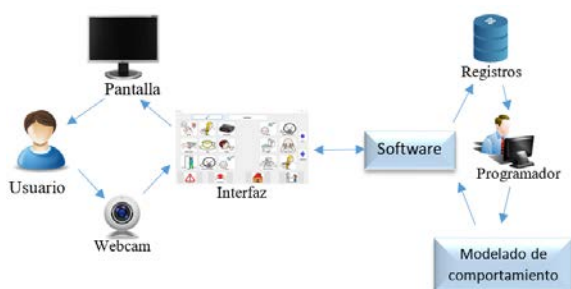 Registros
Pantalla
Software
Usuario
Interfaz
Programador
Webcam
Modelado de
comportamiento